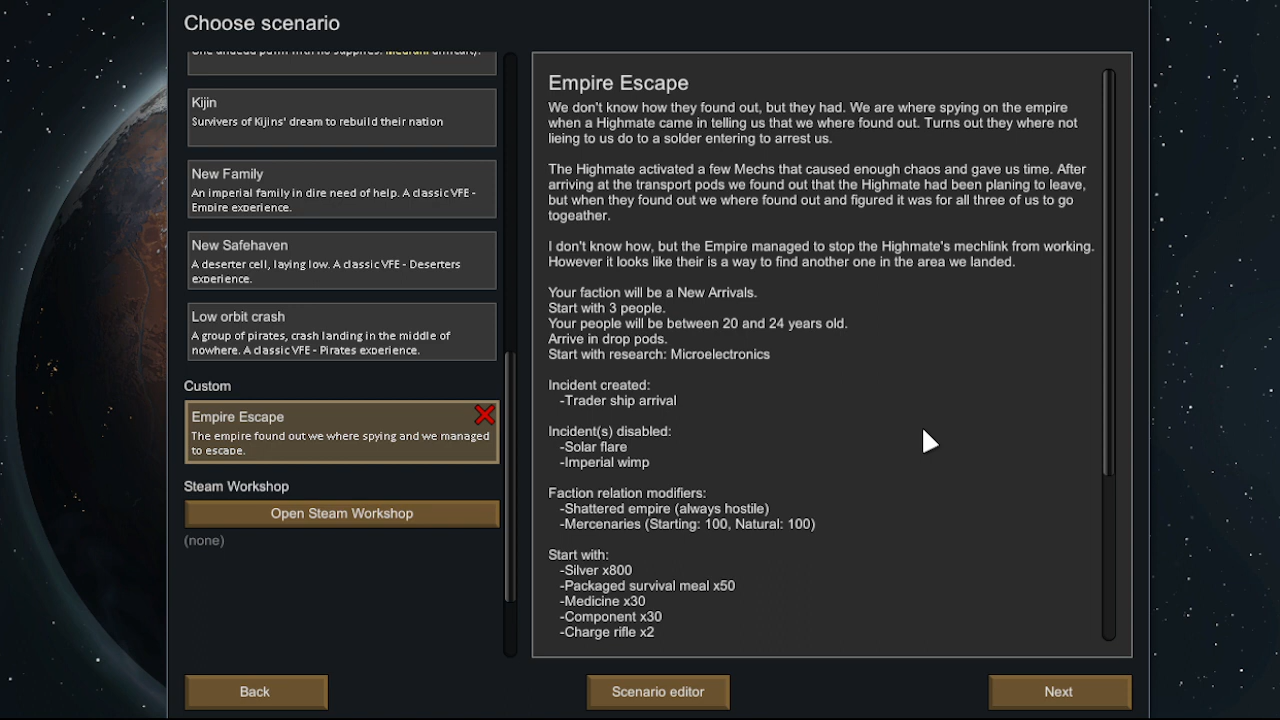 Choose scenario
One undead pawn with no supplies. Medium difficulty.
Kijin
Survivers of Kijins' dream to rebuild their nation
New Family
An imperial family in dire need of help. A classic VFE -
Empire experience.
New Safehaven
A deserter cell, laying low. A classic VFE - Deserters
experience.
Low orbit crash
A group of pirates, crash landing in the middle of
nowhere. A classic VFE - Pirates experience.
Custom
Empire Escape
The empire found out we where spying and we managed
to escape.
Steam Workshop
Open Steam Workshop
(none)
Empire Escape
We don't know how they found out, but they had. We are where spying on the empire
when a Highmate came in telling us that we where found out. Turns out they where not
lieing to us do to a solder entering to arrest us.
The Highmate activated a few Mechs that caused enough chaos and gave us time. After
arriving at the transport pods we found out that the Highmate had been planing to leave,
but when they found out we where found out and figured it was for all three of us to go
togeather.
I don't know how, but the Empire managed to stop the Highmate's mechlink from working.
However it looks like their is a way to find another one in the area we landed.
Your faction will be a New Arrivals.
Start with 3 people.
Your people will be between 20 and 24 years old.
Arrive in drop pods.
Start with research: Microelectronics
Incident created:
-Trader ship arrival
Incident(s) disabled:
-Solar flare
-Imperial wimp
Faction relation modifiers:
-Shattered empire (always hostile)
-Mercenaries (Starting: 100, Natural: 100)
Start with:
-Silver x800
-Packaged survival meal x50
-Medicine x30
-Component x30
-Charge rifle x2
Back
Scenario editor
Next